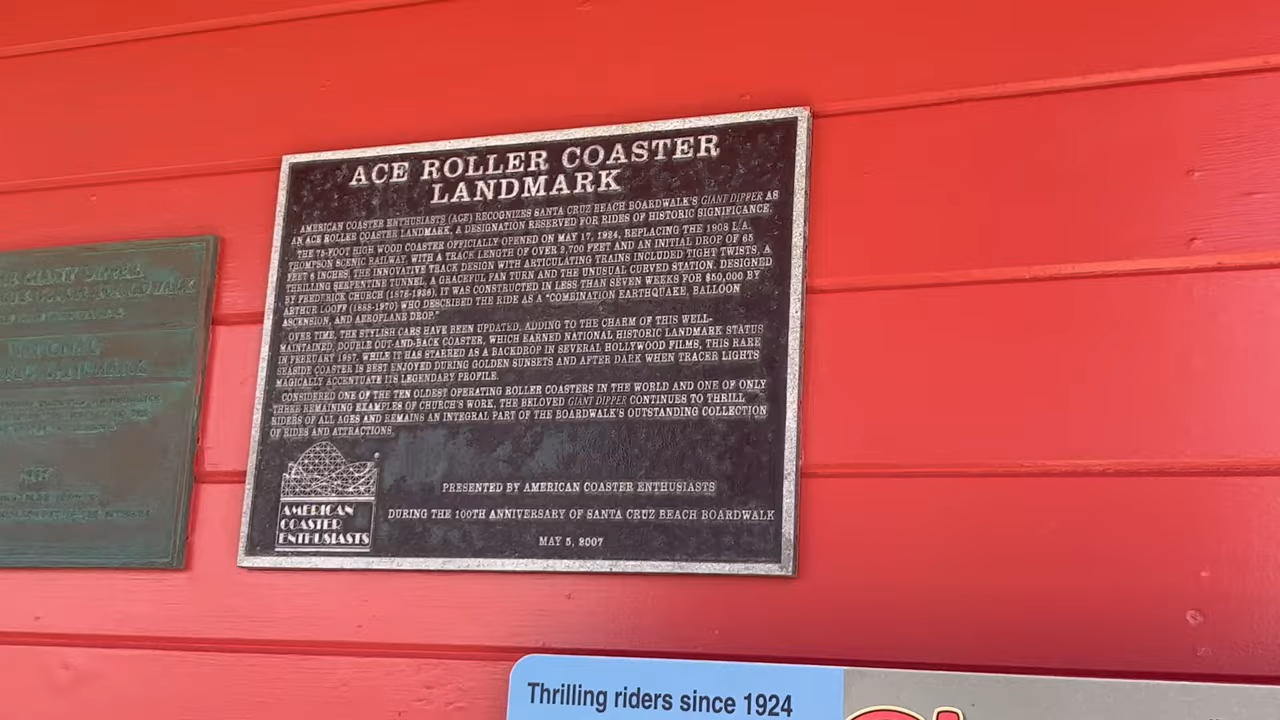 ACE ROLLER COASTER
LANDMARK
AMERICAN COASTER ENTHUSIASTS (ACE) RECOGNIZES SANTA CRUZ BEACH BOARDWALK'S GIANT DIPPER AS
AN ACE ROLLER COASTER LANDMARK, A DESIGNATION RESERVED FOR RIDES OF HISTORIC SIGNIFICANCE.
THE 75-FOOT HIGH WOOD COASTER OFFICIALLY OPENED ON MAY 17, 1924, REPLACING THE 1908 L.A.
THOMPSON SCENIC RAILWAY. WITH A TRACK LENGTH OF OVER 2,700 FEET AND AN INITIAL DROP OF 65
FEET 8 INCHES, THE INNOVATIVE TRACK DESIGN WITH ARTICULATING TRAINS INCLUDED TIGHT TWISTS, A
THRILLING SERPENTINE TUNNEL, A GRACEFUL FAN TURN AND THE UNUSUAL CURVED STATION. DESIGNED
BY FREDERICK CHURCH (1878-1936), IT WAS CONSTRUCTED IN LESS THAN SEVEN WEEKS FOR $50,000 BY
ARTHUR LOOFF (1888-1970) WHO DESCRIBED THE RIDE AS A "COMBINATION EARTHQUAKE, BALLOON
ASCENSION, AND AEROPLANE DROP."
OVER TIME, THE STYLISH CARS HAVE BEEN UPDATED, ADDING TO THE CHARM OF THIS WELL-
MAINTAINED, DOUBLE OUT-AND-BACK COASTER, WHICH EARNED NATIONAL HISTORIC LANDMARK STATUS
IN FEBRUARY 1987. WHILE IT HAS STARRED AS A BACKDROP IN SEVERAL HOLLYWOOD FILMS, THIS RARE
SEASIDE COASTER IS BEST ENJOYED DURING GOLDEN SUNSETS AND AFTER DARK WHEN TRACER LIGHTS
MAGICALLY ACCENTUATE ITS LEGENDARY PROFILE.
CONSIDERED ONE OF THE TEN OLDEST OPERATING ROLLER COASTERS IN THE WORLD AND ONE OF ONLY
THREE REMAINING EXAMPLES OF CHURCH'S WORK, THE BELOVED GIANT DIPPER CONTINUES TO THRILL
RIDERS OF ALL AGES AND REMAINS AN INTEGRAL PART OF THE BOARDWALK'S OUTSTANDING COLLECTION
OF RIDES AND ATTRACTIONS.
PRESENTED BY AMERICAN COASTER ENTHUSIASTS
DURING THE 100TH ANNIVERSARY OF SANTA CRUZ BEACH BOARDWALK
MAY 5, 2007
AMERICAN
COASTER
ENTHUSIASTS
Thrilling riders since 1924